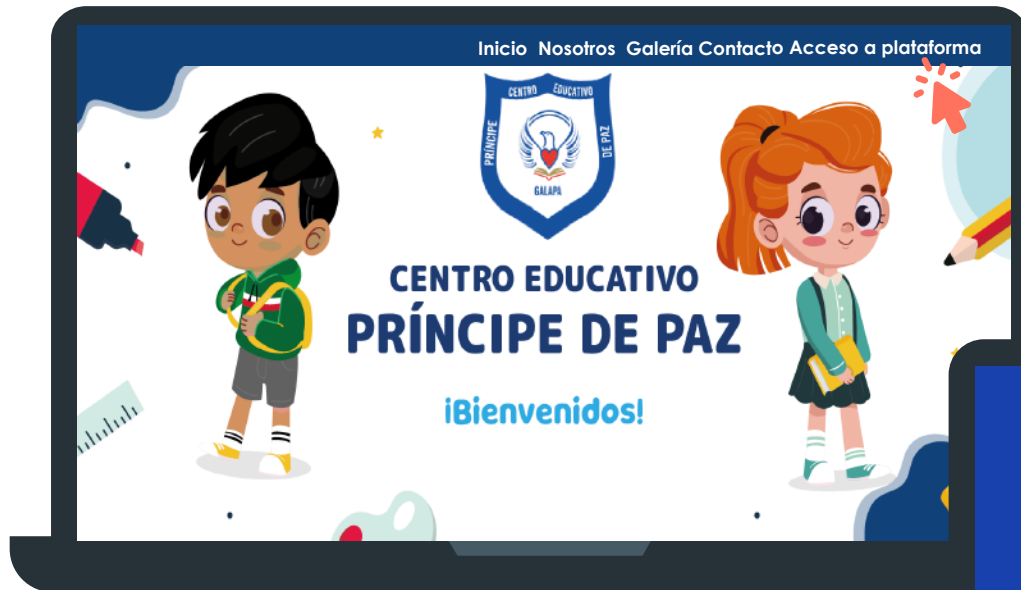 Inicio Nosotros Galería Contacto Acceso a plataforma
CENTRO EDUCATIVO
PRÍNCIPE
DE PAZ
GALAPA
CENTRO EDUCATIVO
PRÍNCIPE DE PAZ
¡Bienvenidos!